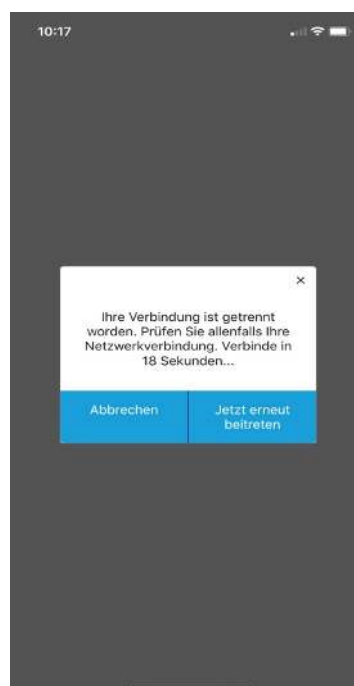 10:17
×
Ihre Verbindung ist getrennt
worden. Prüfen Sie allenfalls Ihre
Netzwerkverbindung. Verbinde in
18 Sekunden...
Abbrechen
Jetzt erneut
beitreten